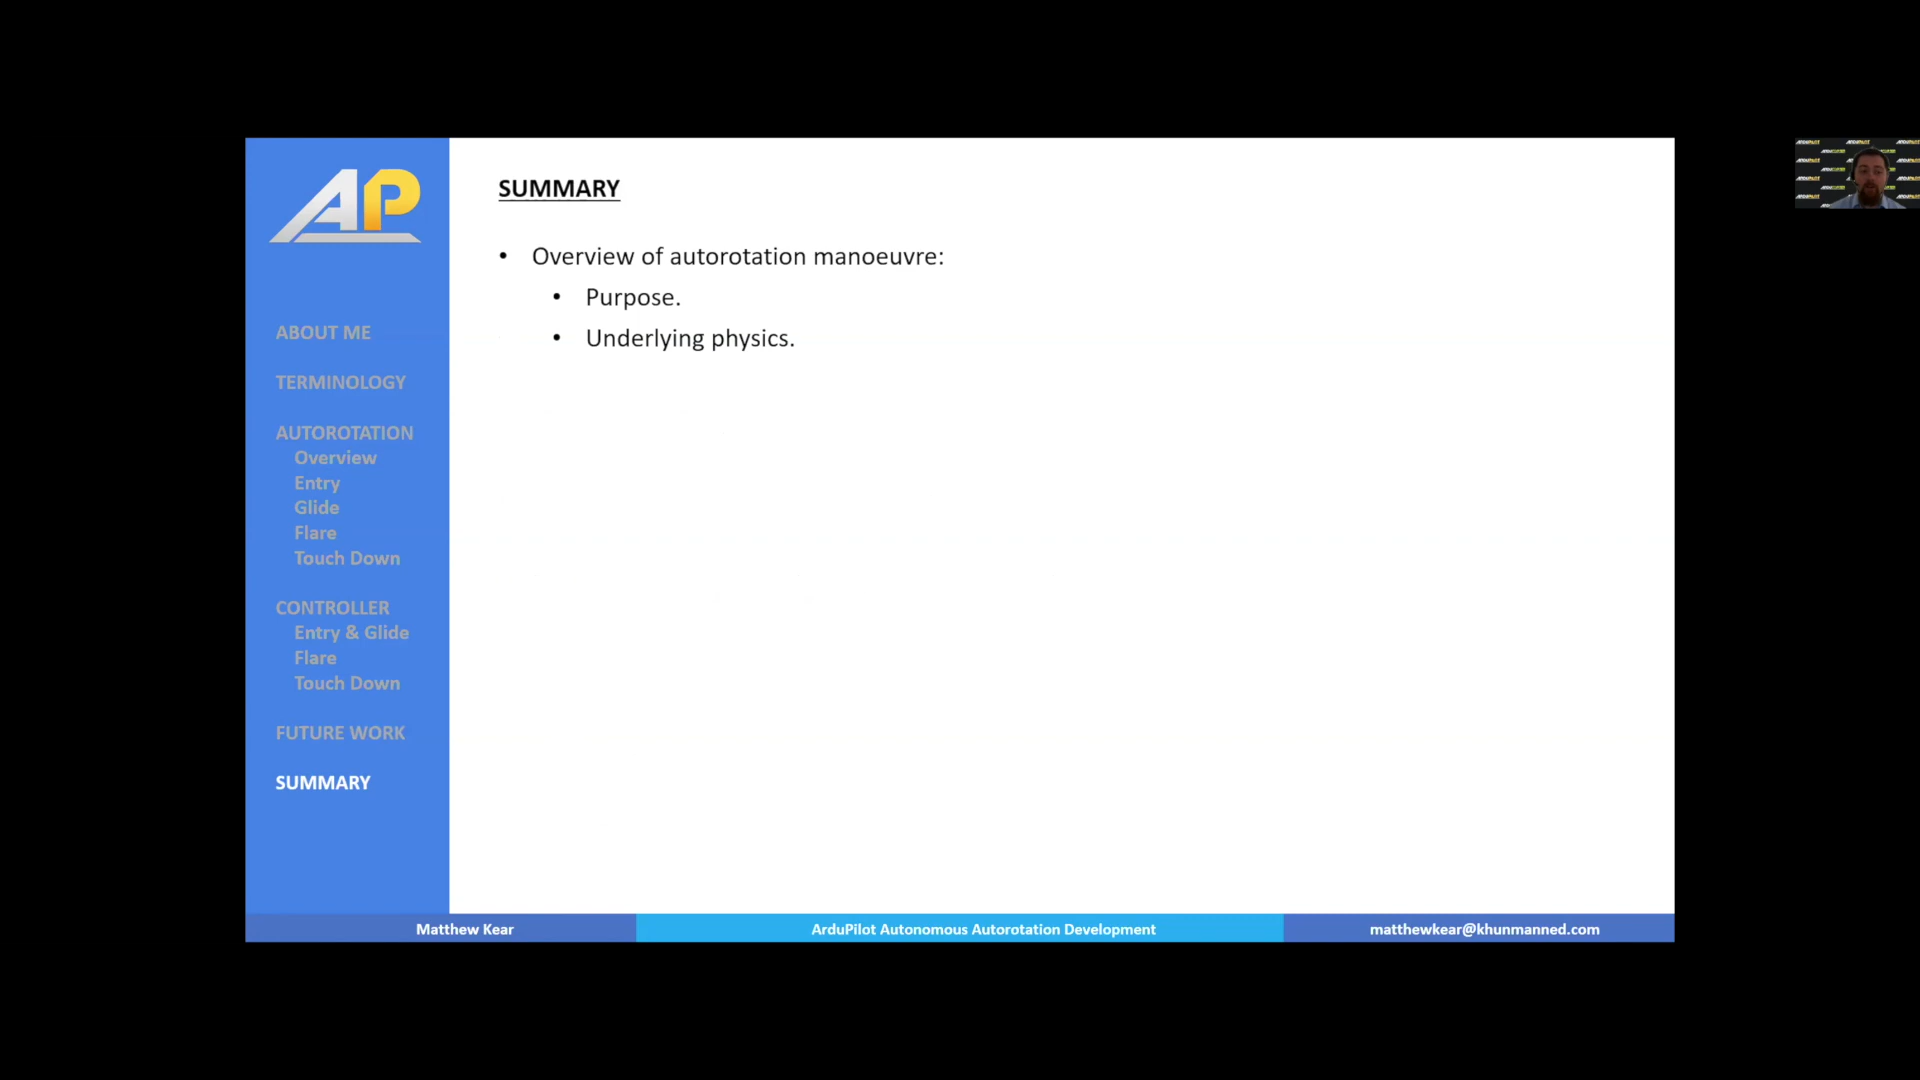 AP
ABOUT ME
TERMINOLOGY
AUTOROTATION
Overview
Entry
Glide
Flare
Touch Down
CONTROLLER
Entry & Glide
Flare
Touch Down
FUTURE WORK
SUMMARY
SUMMARY
• Overview of autorotation manoeuvre:
• Purpose.
• Underlying physics.
Matthew Kear
ArduPilot Autonomous Autorotation Development
matthewkear@khunmanned.com